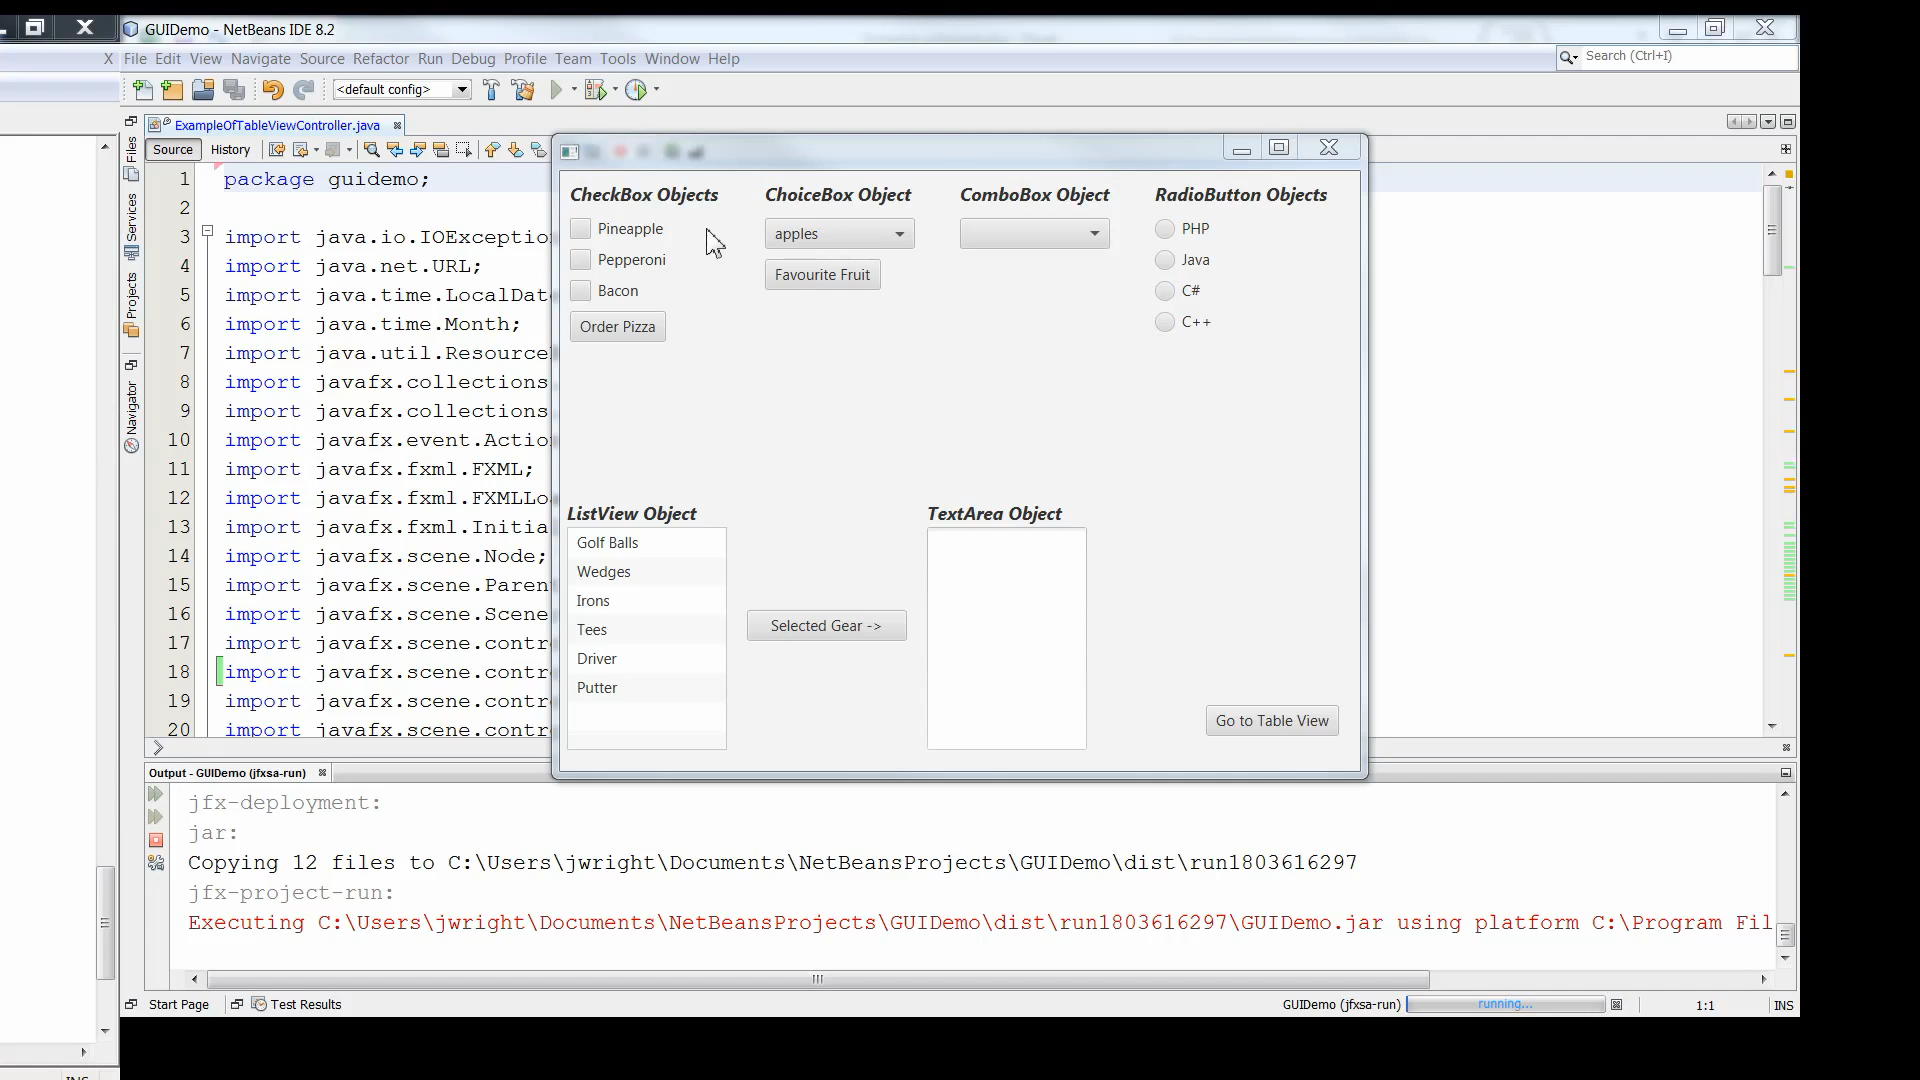 GUIDemo - NetBeans IDE 8.2
X File Edit View Navigate Source Refactor Run Debug Profile Team Tools Window Help
Search (Ctrl+I)
<default config>
ExampleOfTableViewController.java
Source History
Files
Services
Projects
Navigator
1 package guidemo;
2
3 import java.io.IOExceptio
4 import java.net.URL;
5 import java.time.LocalDat
6 import java.time.Month;
7 import java.util.Resource
8 import javafx.collections
9 import javafx.collections
10 import javafx.event.Actio
11 import javafx.fxml.FXML;
12 import javafx.fxml.FXMLLo
13 import javafx.fxml.Initia
14 import javafx.scene.Node;
15 import javafx.scene.Paren
16 import javafx.scene.Scene
17 import javafx.scene.contr
18 import javafx.scene.contr
19 import javafx.scene.contr
20 import javafx.scene.contr
CheckBox Objects
Pineapple
Pepperoni
Bacon
Order Pizza
ChoiceBox Object
apples
Favourite Fruit
ComboBox Object
RadioButton Objects
PHP
Java
C#
C++
ListView Object
Golf Balls
Wedges
Irons
Tees
Driver
Putter
Selected Gear ->
TextArea Object
Go to Table View
Output - GUIDemo (jfxsa-run)
jfx-deployment:
jar:
Copying 12 files to C:\Users\jwright\Documents\NetBeansProjects\GUIDemo\dist\run1803616297
jfx-project-run:
Executing C:\Users\jwright\Documents\NetBeansProjects\GUIDemo\dist\run1803616297\GUIDemo.jar using platform C:\Program Fil
Start Page Test Results
GUIDemo (jfxsa-run) running... 1:1 INS
INS